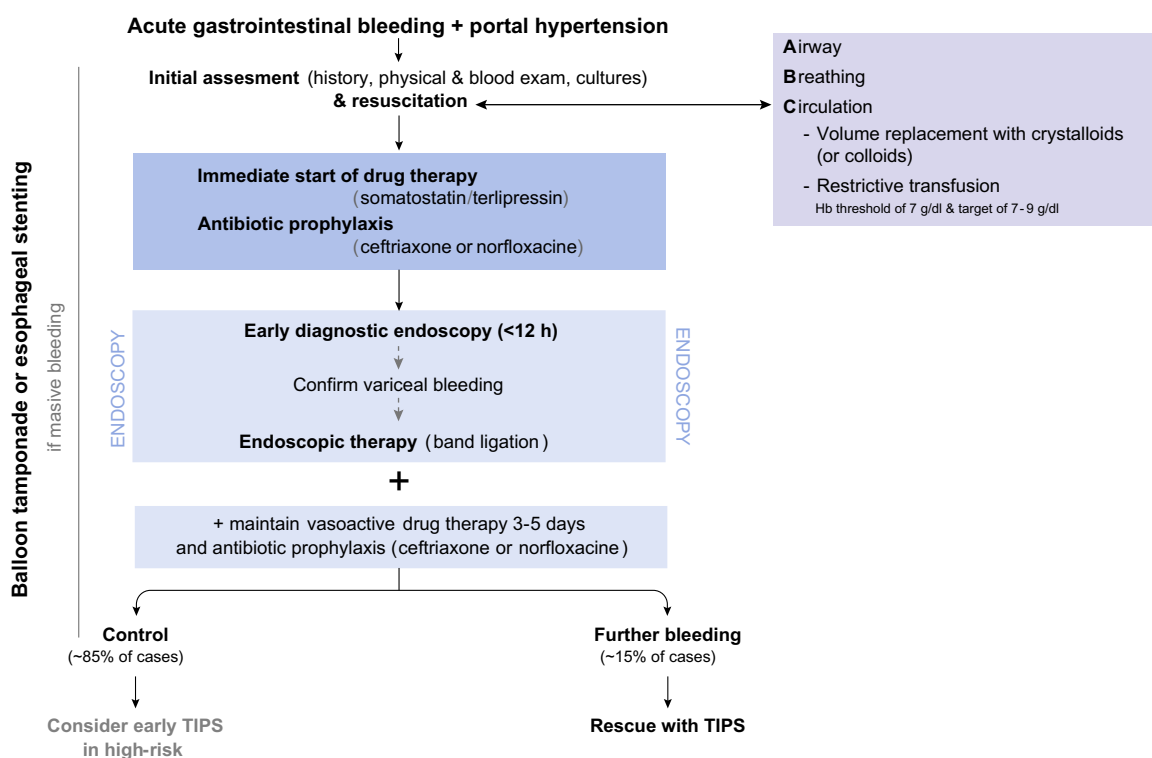 Acute gastrointestinal bleeding + portal hypertension
Initial assesment (history, physical & blood exam, cultures)
& resuscitation
Airway
Breathing
Circulation
- Volume replacement with crystalloids
(or colloids)
- Restrictive transfusion
Hb threshold of 7 g/dl & target of 7-9 g/dl
Balloon tamponade or esophageal stenting
if masive bleeding
Immediate start of drug therapy
(somatostatin/terlipressin)
Antibiotic prophylaxis
(ceftriaxone or norfloxacine)
ENDOSCOPY
Early diagnostic endoscopy (<12 h)
Confirm variceal bleeding
Endoscopic therapy (band ligation)
ENDOSCOPY
+
+ maintain vasoactive drug therapy 3-5 days
and antibiotic prophylaxis (ceftriaxone or norfloxacine)
Control
(~85% of cases)
Further bleeding
(~15% of cases)
Consider early TIPS
in high-risk
Rescue with TIPS